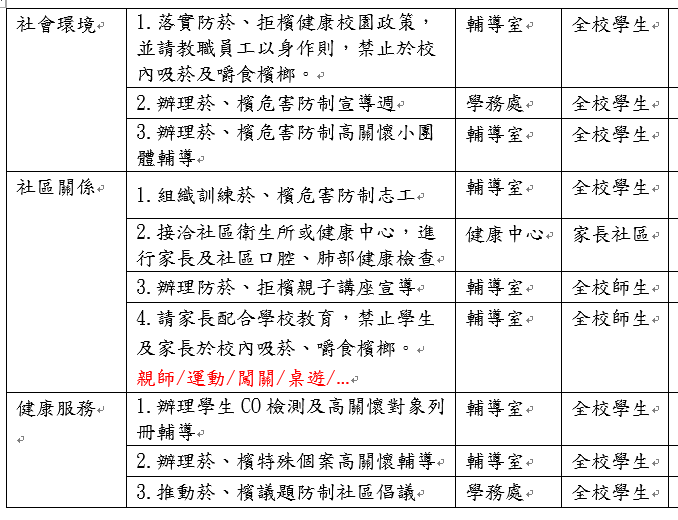 社會環境
1.落實防菸、拒檳健康校園政策，
並請教職員工以身作則，禁止於校
內吸菸及嚼食檳榔。
輔導室
全校學生
2.辦理菸、檳危害防制宣導週
學務處
全校學生
3.辦理菸、檳危害防制高關懷小團
體輔導
輔導室
全校學生
社區關係
1.組織訓練菸、檳危害防制志工
輔導室
全校學生
2.接洽社區衛生所或健康中心，進
行家長及社區口腔、肺部健康檢查
健康中心
家長社區
3.辦理防菸、拒檳親子講座宣導
輔導室
全校師生
4.請家長配合學校教育，禁止學生
及家長於校內吸菸、嚼食檳榔。
親師/運動/闖關/桌遊/…
輔導室
全校師生
健康服務
1.辦理學生 CO 檢測及高關懷對象列
冊輔導
輔導室
全校學生
2.辦理菸、檳特殊個案高關懷輔導
輔導室
全校學生
3.推動菸、檳議題防制社區倡議
學務處
全校學生